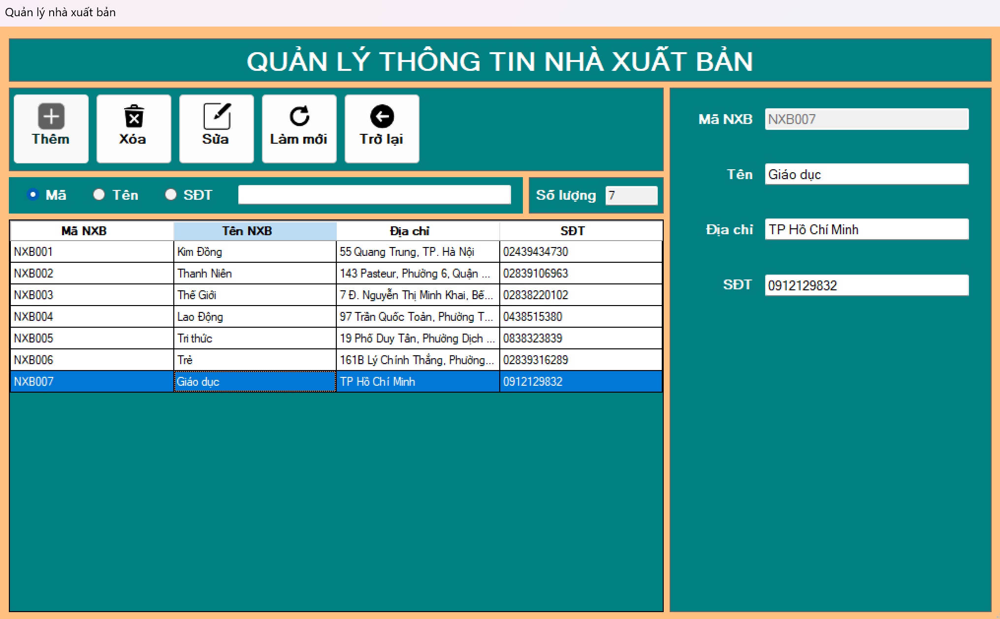 Quản lý nhà xuất bản
QUẢN LÝ THÔNG TIN NHÀ XUẤT BẢN
Thêm Xóa Sửa Làm mới Trở lại
Mã Tên SĐT Số lượng 7
Mã NXB Tên NXB Địa chỉ SĐT
NXB001 Kim Đồng 55 Quang Trung, TP. Hà Nội 02439434730
NXB002 Thanh Niên 143 Pasteur, Phường 6, Quận ... 02839106963
NXB003 Thế Giới 7 Đ. Nguyễn Thị Minh Khai, Bế... 02838220102
NXB004 Lao Động 97 Trần Quốc Toản, Phường T... 0438515380
NXB005 Tri thức 19 Phố Duy Tân, Phường Dịch ... 0838323839
NXB006 Trẻ 161B Lý Chính Thắng, Phường... 02839316289
NXB007 Giáo dục TP Hồ Chí Minh 0912129832
Mã NXB NXB007
Tên Giáo dục
Địa chỉ TP Hồ Chí Minh
SĐT 0912129832